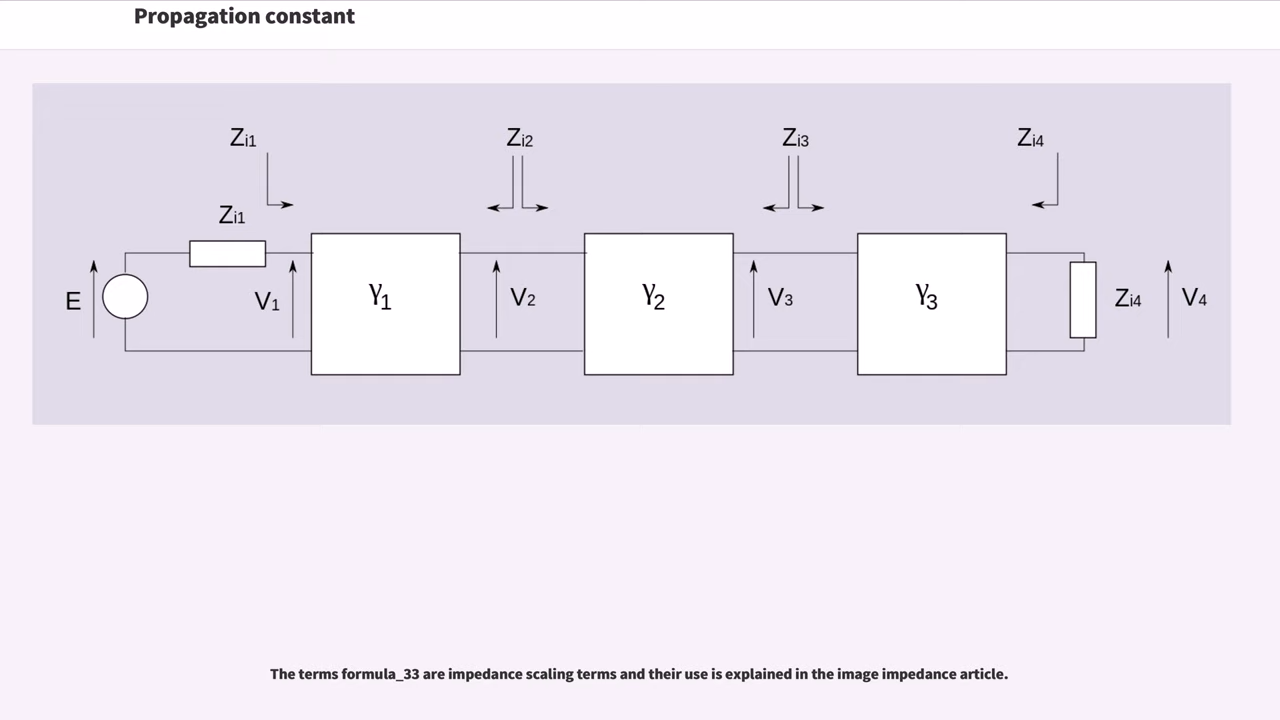 Propagation constant
Zi1 Zi2 Zi3 Zi4
Zi1
E V1 γ1 V2 γ2 V3 γ3 Zi4 V4
The terms formula_33 are impedance scaling terms and their use is explained in the image impedance article.